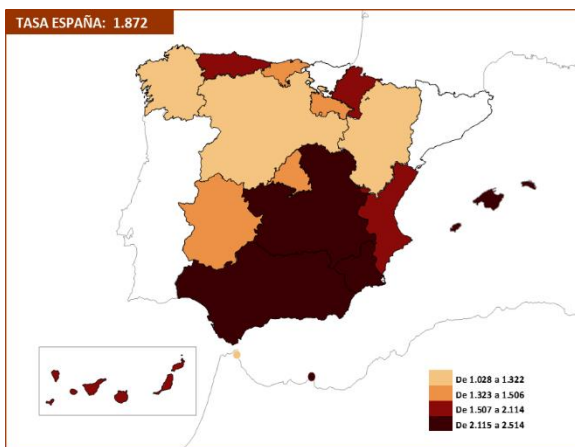 TASA ESPAÑA: 1.872
De 1.028 a 1.322
De 1.323 a 1.506
De 1.507 a 2.114
De 2.115 a 2.514